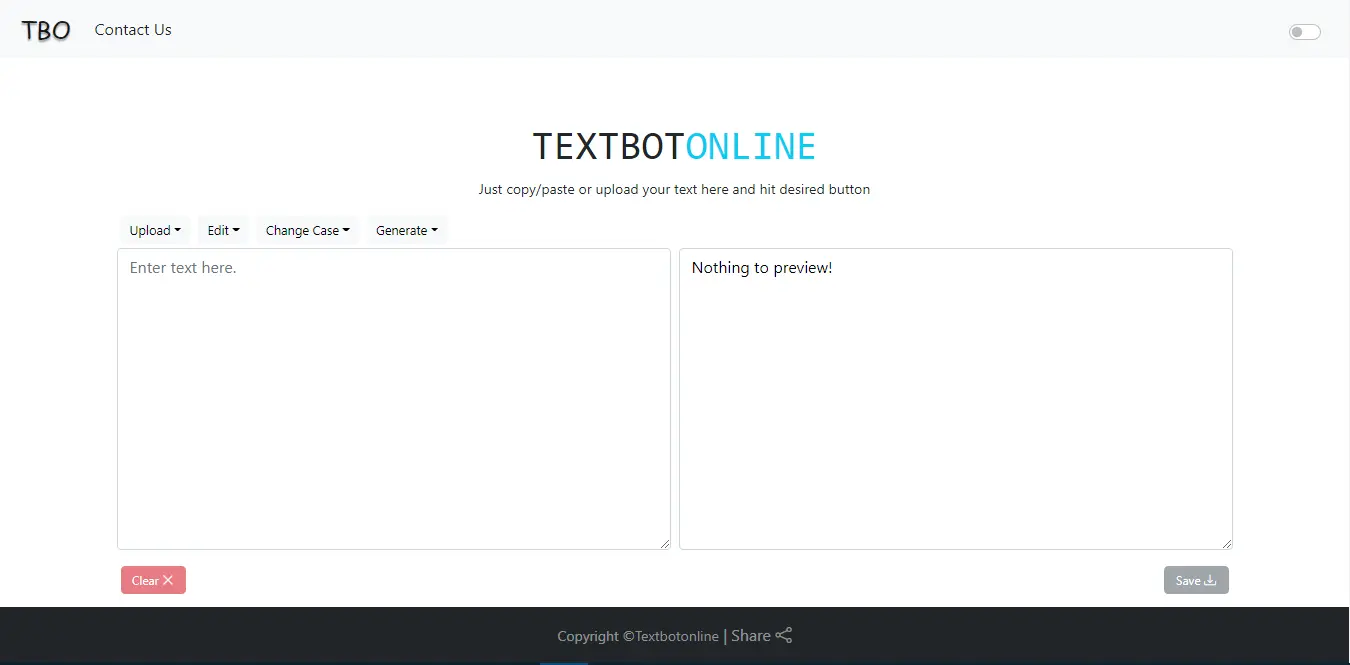 TBO Contact Us
TEXTBOTONLINE
Just copy/paste or upload your text here and hit desired button
Upload Edit Change Case Generate
Enter text here.
Nothing to preview!
Clear
Save
Copyright ©Textbotonline | Share